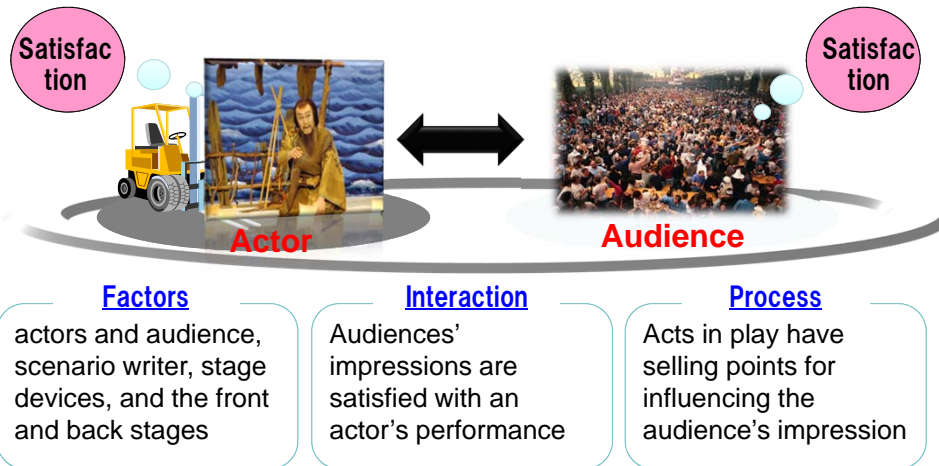 Satisfac
tion
Satisfac
tion
Actor
Audience
Factors
actors and audience,
scenario writer, stage
devices, and the front
and back stages
Interaction
Audiences’
impressions are
satisfied with an
actor’s performance
Process
Acts in play have
selling points for
influencing the
audience’s impression